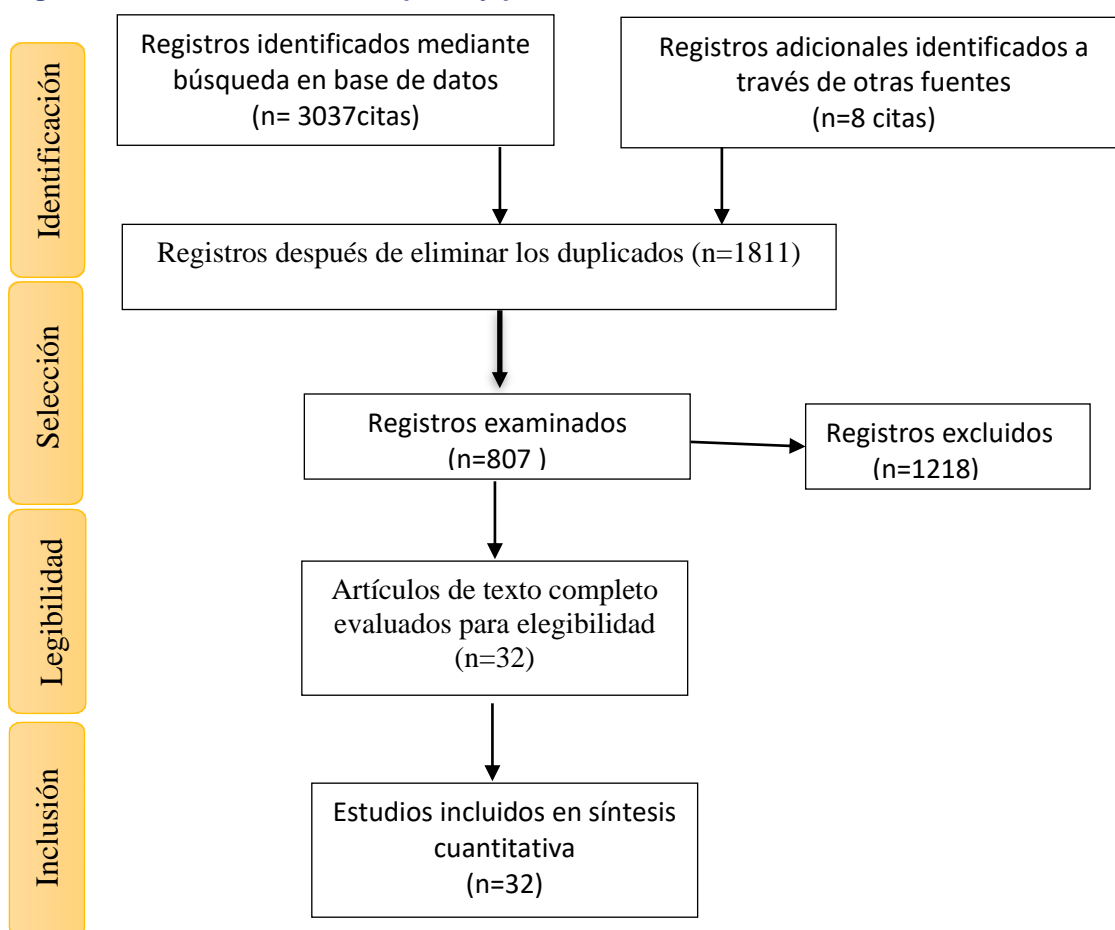 Identificación
Registros identificados mediante
búsqueda en base de datos
(n= 3037citas)
Registros adicionales identificados a
través de otras fuentes
(n=8 citas)
Registros después de eliminar los duplicados (n=1811)
Selección
Registros examinados
(n=807 )
Registros excluidos
(n=1218)
Legibilidad
Artículos de texto completo
evaluados para elegibilidad
(n=32)
Inclusión
Estudios incluidos en síntesis
cuantitativa
(n=32)